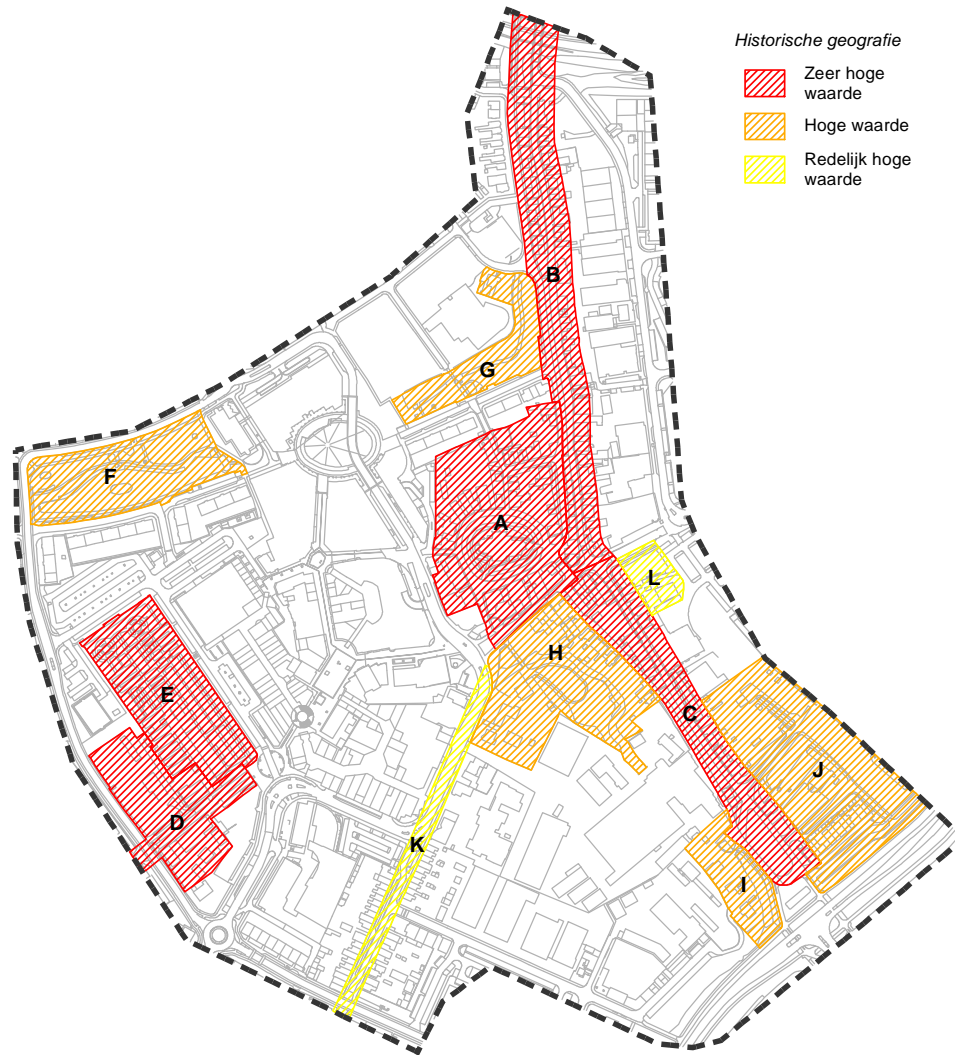 Historische geografie
Zeer hoge
waarde
Hoge waarde
Redelijk hoge
waarde
B
G
F
A
L
H
E
C
J
D
K
I